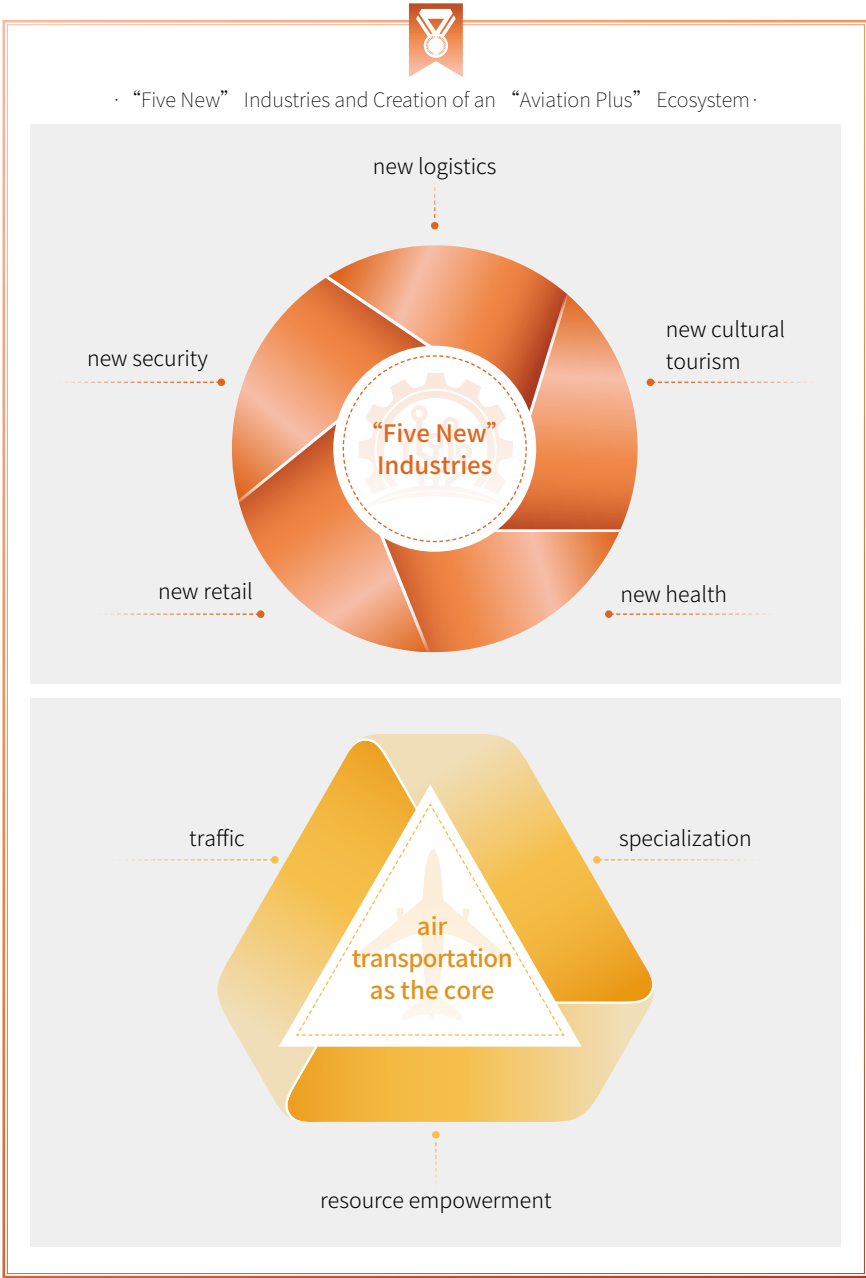 · “Five New” Industries and Creation of an “Aviation Plus” Ecosystem ·
new logistics
new cultural
tourism
new security
“Five New”
Industries
new retail
new health
traffic
specialization
air
transportation
as the core
resource empowerment